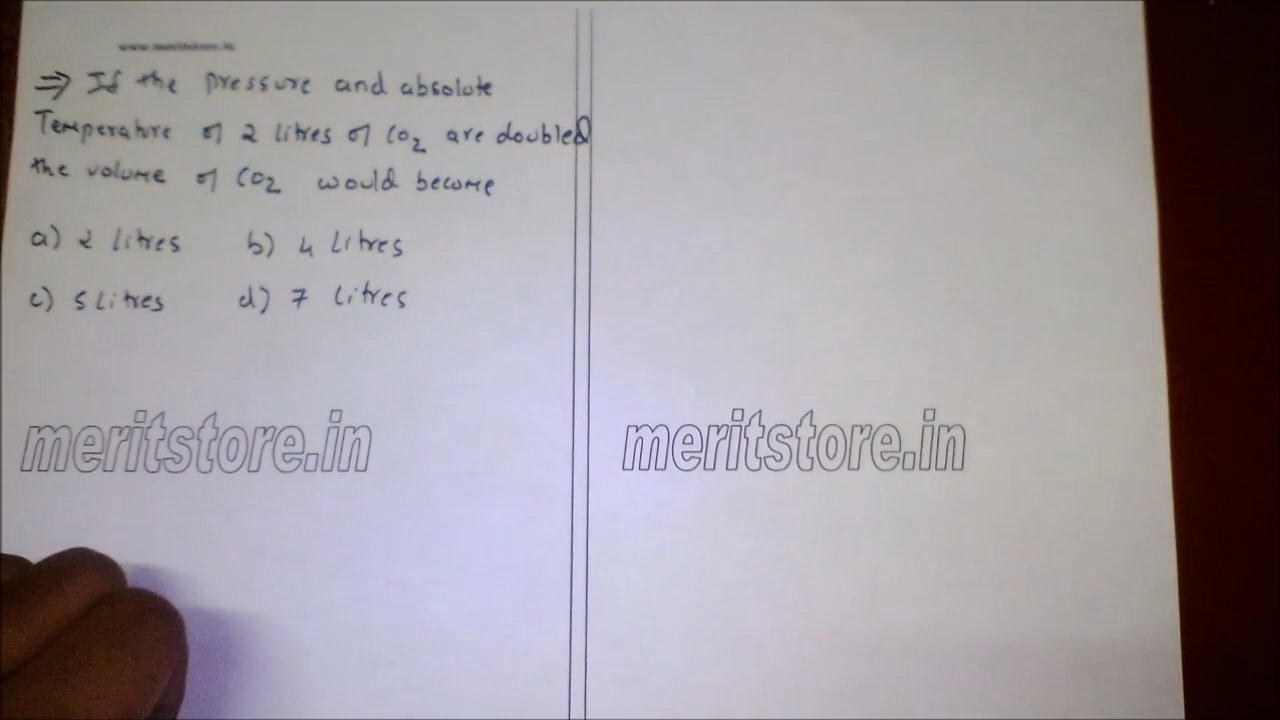 ⇒ If the pressure and absolute
Temperature of 2 litres of CO2 are doubled
the volume of CO2 would become
a) 2 litres b) 4 litres
c) 5 litres d) 7 litres
meritstore.in meritstore.in